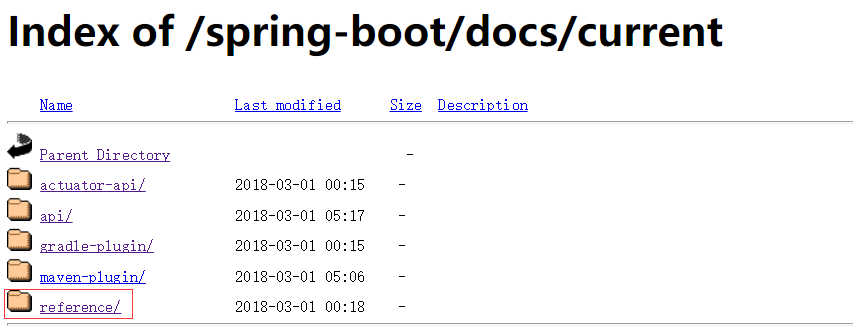 Index of /spring-boot/docs/current
Name Last modified Size Description
Parent Directory -
actuator-api/ 2018-03-01 00:15 -
api/ 2018-03-01 05:17 -
gradle-plugin/ 2018-03-01 00:15 -
maven-plugin/ 2018-03-01 05:06 -
reference/ 2018-03-01 00:18 -